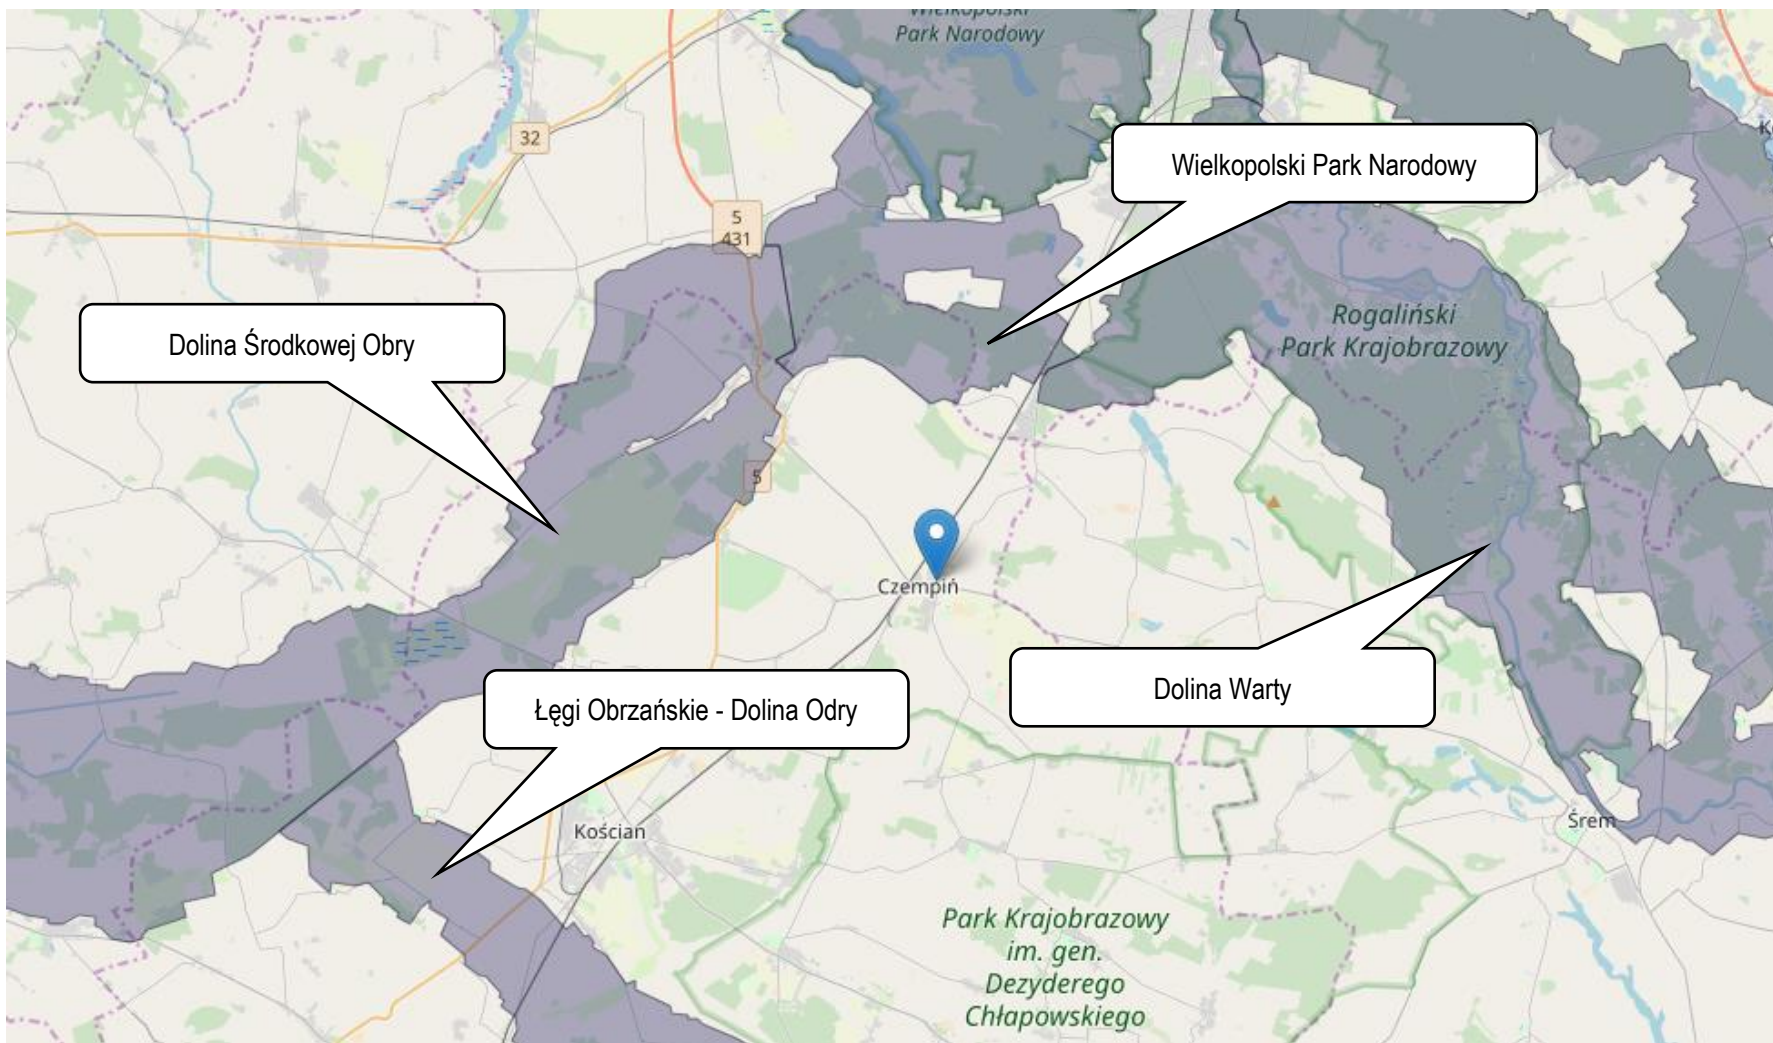 Wielkopolski
Park Narodowy
32
Wielkopolski Park Narodowy
5
431
Rogaliński
Park Krajobrazowy
Dolina Środkowej Obry
5
Czempiń
Dolina Warty
Łęgi Obrzańskie - Dolina Odry
Kościan
Śrem
Park Krajobrazowy
im. gen.
Dezyderego
Chłapowskiego